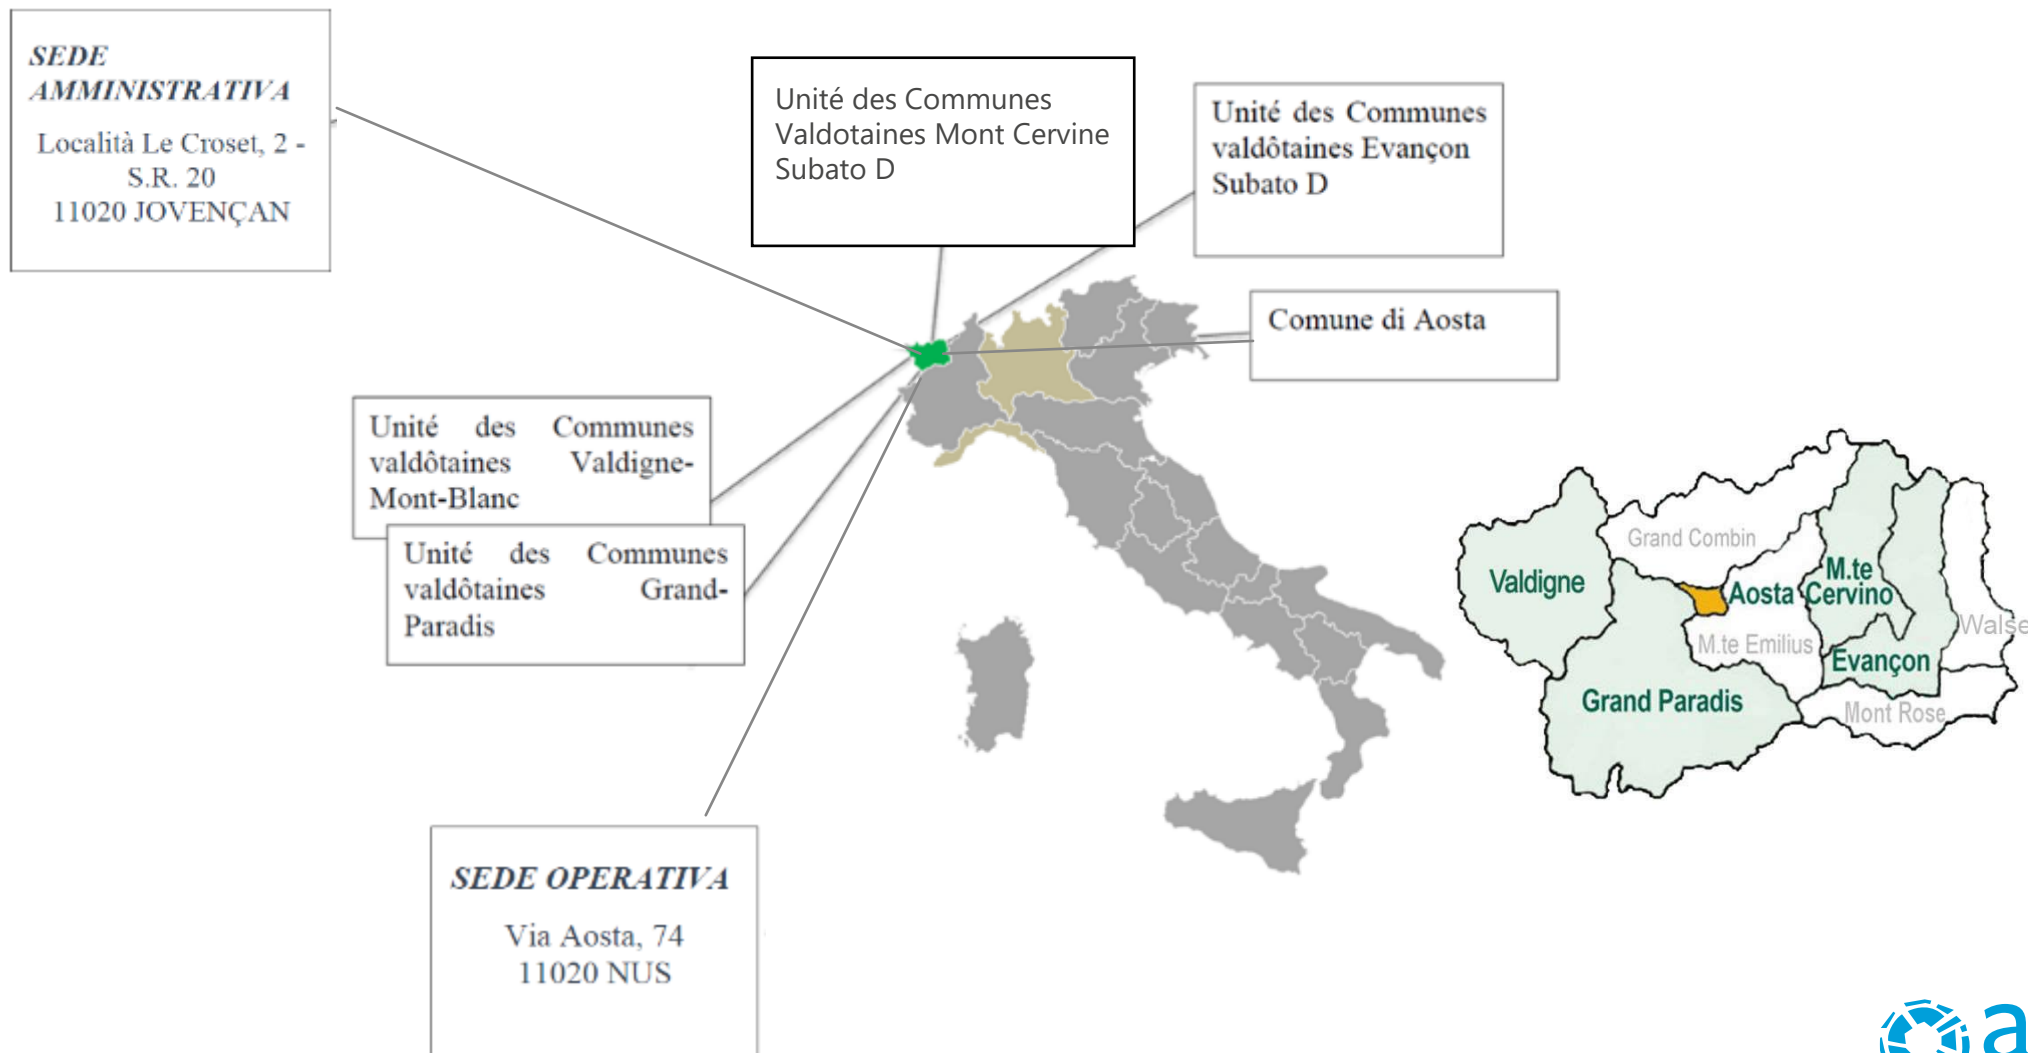 SEDE
AMMINISTRATIVA
Località Le Croset, 2 -
S.R. 20
11020 JOVENÇAN
Unité des Communes
Valdotaines Mont Cervine
Subato D
Unité des Communes
valdôtaines Evançon
Subato D
Comune di Aosta
Unité des Communes
valdôtaines Valdigne-
Mont-Blanc
Unité des Communes
valdôtaines Grand-
Paradis
SEDE OPERATIVA
Via Aosta, 74
11020 NUS
Grand Combin
Valdigne
Aosta
M.te
Cervino
Walse
M.te Emilius
Evançon
Grand Paradis
Mont Rose
a